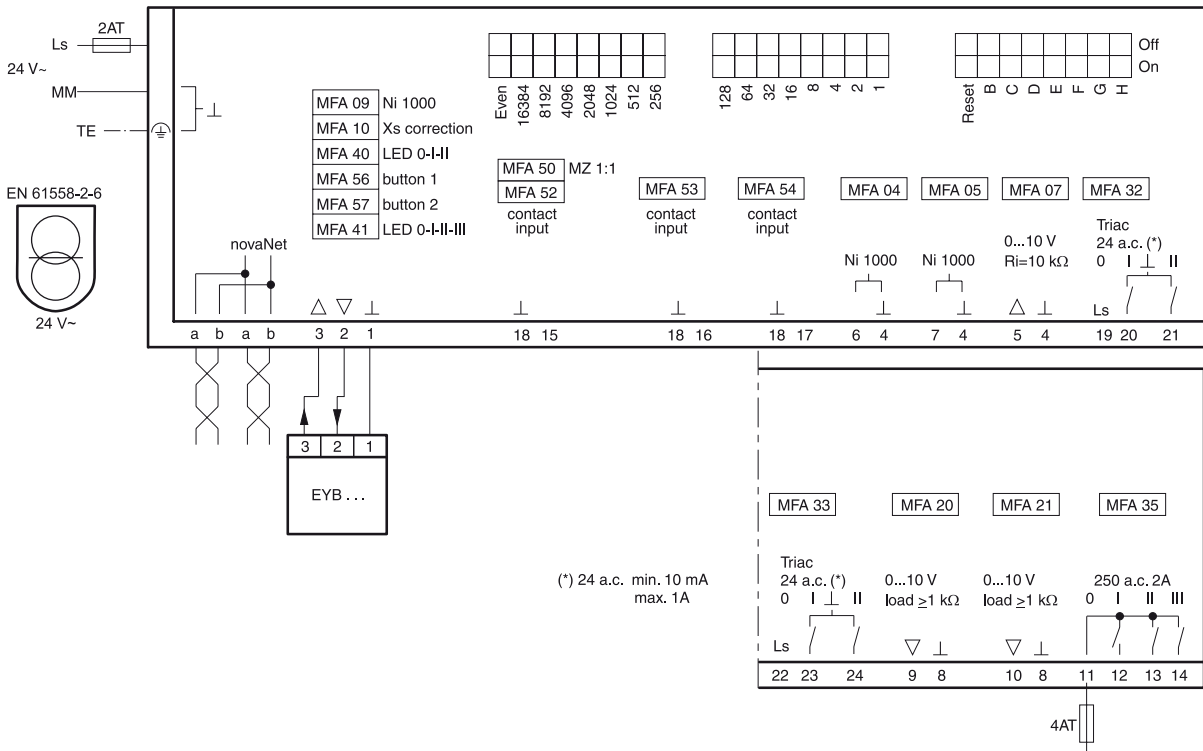 2AT
Ls
24 V~
MM
TE
EN 61558-2-6
24 V~
MFA 09 Ni 1000
MFA 10 Xs correction
MFA 40 LED 0-I-II
MFA 56 button 1
MFA 57 button 2
MFA 41 LED 0-I-II-III
novaNet
Even 16384 8192 4096 2048 1024 512 256
128 64 32 16 8 4 2 1
Off
On
Reset B C D E F G H
MFA 50 MZ 1:1
MFA 52
contact
input
MFA 53
contact
input
MFA 54
contact
input
MFA 04
Ni 1000
MFA 05
Ni 1000
MFA 07
0...10 V
Ri=10 kΩ
MFA 32
Triac
24 a.c. (*)
0 I ⊥ II
Ls
a b a b 3 2 1 18 15 18 16 18 17 6 4 7 4 5 4 19 20 21
3 2 1
EYB . . .
(*) 24 a.c. min. 10 mA
max. 1A
MFA 33
Triac
24 a.c. (*)
0 I ⊥ II
Ls
MFA 20
0...10 V
load ≥1 kΩ
MFA 21
0...10 V
load ≥1 kΩ
MFA 35
250 a.c. 2A
0 I II III
22 23 24 9 8 10 8 11 12 13 14
4AT